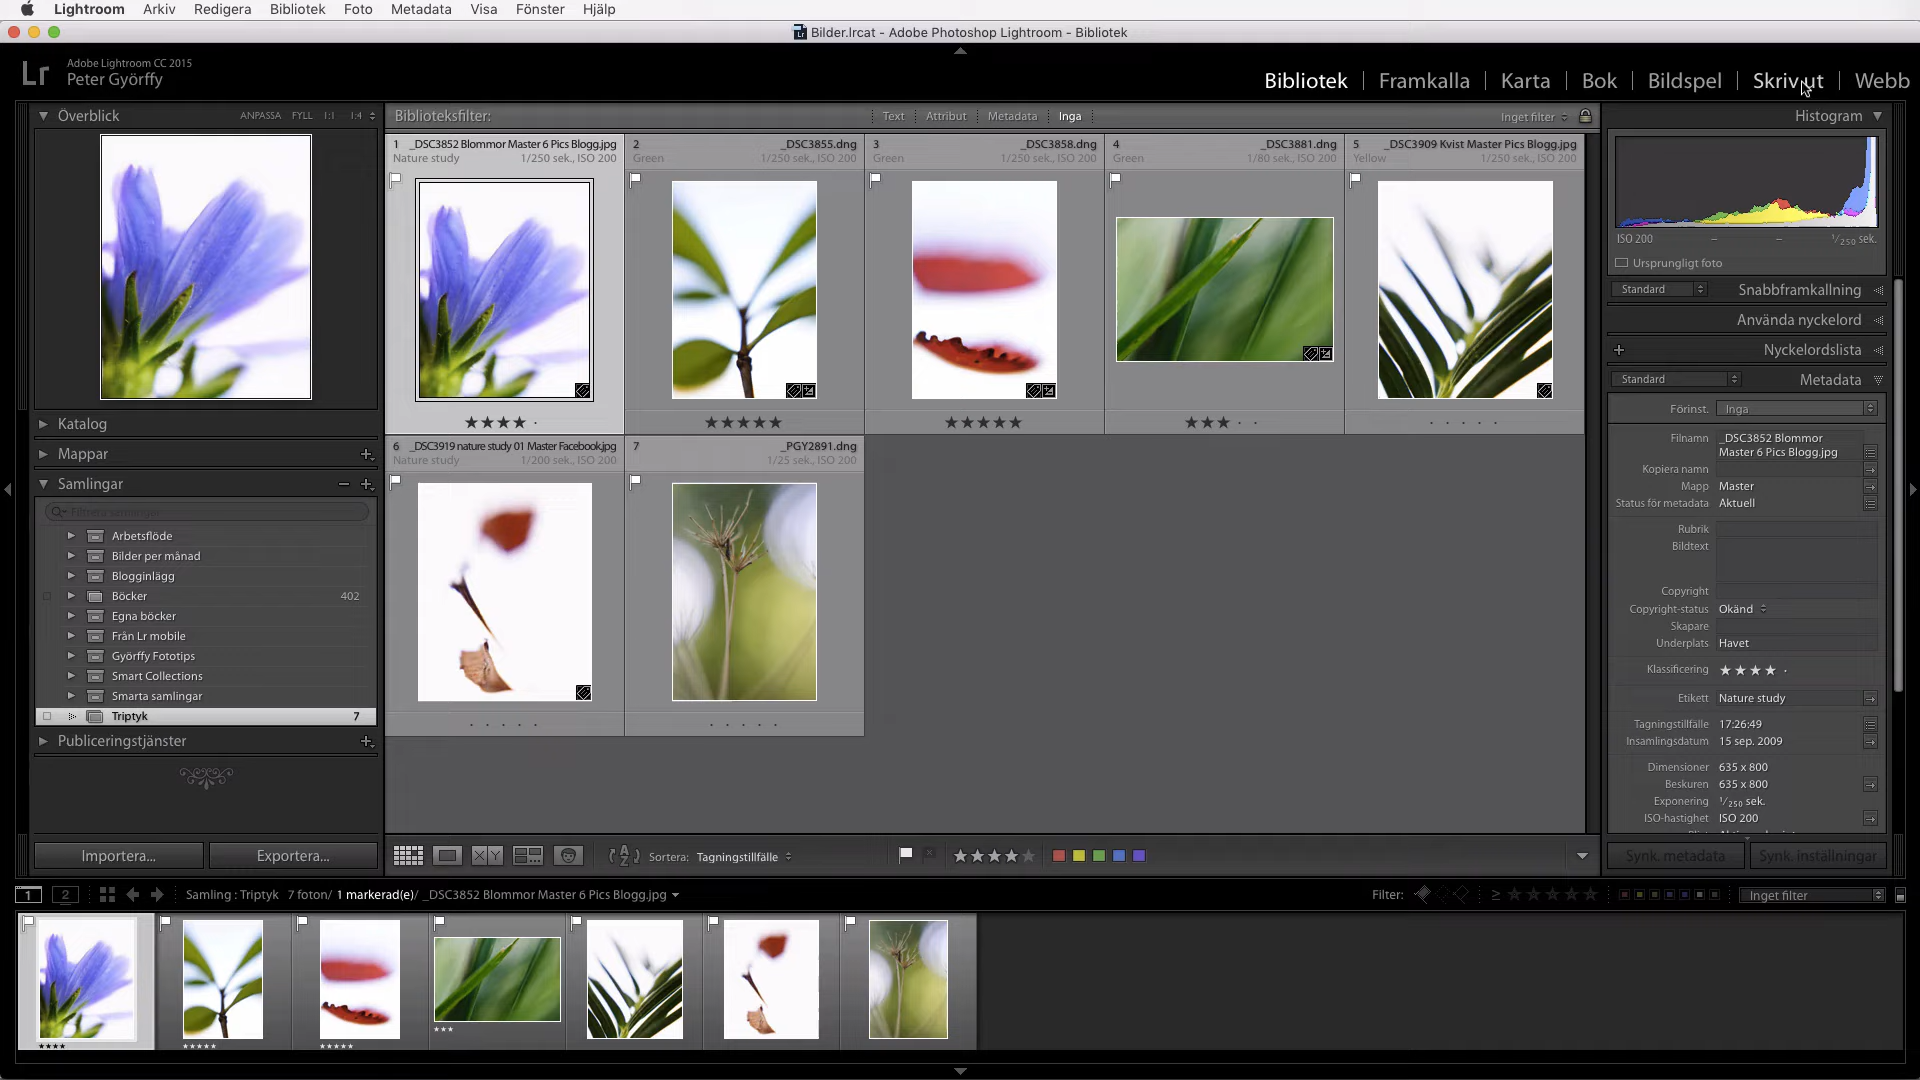 Lightroom Arkiv Redigera Bibliotek Foto Metadata Visa Fönster Hjälp
Bilder.lrcat - Adobe Photoshop Lightroom - Bibliotek
Lr
Adobe Lightroom CC 2015
Peter Györffy
Bibliotek | Framkalla | Karta | Bok | Bildspel | Skriv ut | Webb
Överblick ANPASSA FYLL 1:1 1:4
Katalog
Mappar
Samlingar
Filtrera samlingar
Arbetsflöde
Bilder per månad
Blogginlägg
Böcker 402
Egna böcker
Från Lr mobile
Györffy Fototips
Smart Collections
Smarta samlingar
Triptyk 7
Publiceringstjänster
Importera... Exportera...
Biblioteksfilter: Text Attribut Metadata Inga Inget filter
1 _DSC3852 Blommor Master 6 Pics Blogg.jpg
Nature study 1/250 sek., ISO 200
2 _DSC3855.dng
Green 1/250 sek., ISO 200
3 _DSC3858.dng
Green 1/250 sek., ISO 200
4 _DSC3881.dng
Green 1/80 sek., ISO 200
5 _DSC3909 Kvist Master Pics Blogg.jpg
Yellow 1/250 sek., ISO 200
6 _DSC3919 nature study 01 Master Facebook.jpg
Nature study 1/200 sek., ISO 200
7 _PGY2891.dng
1/25 sek., ISO 200
XY Sortera: Tagningstillfälle
Histogram
ISO 200 – – 1/250 sek.
Ursprungligt foto
Standard Snabbframkallning
Använda nyckelord
Nyckelordslista
Standard Metadata
Förinst. Inga
Filnamn _DSC3852 Blommor
Master 6 Pics Blogg.jpg
Kopiera namn
Mapp Master
Status för metadata Aktuell
Rubrik
Bildtext
Copyright
Copyright-status Okänd
Skapare
Underplats Havet
Klassificering
Etikett Nature study
Tagningstillfälle 17:26:49
Insamlingsdatum 15 sep. 2009
Dimensioner 635 x 800
Beskuren 635 x 800
Exponering 1/250 sek.
ISO-hastighet ISO 200
Synk. metadata Synk. inställningar
1 2 Samling : Triptyk 7 foton/ 1 markerad(e)/ _DSC3852 Blommor Master 6 Pics Blogg.jpg Filter: ≥ Inget filter